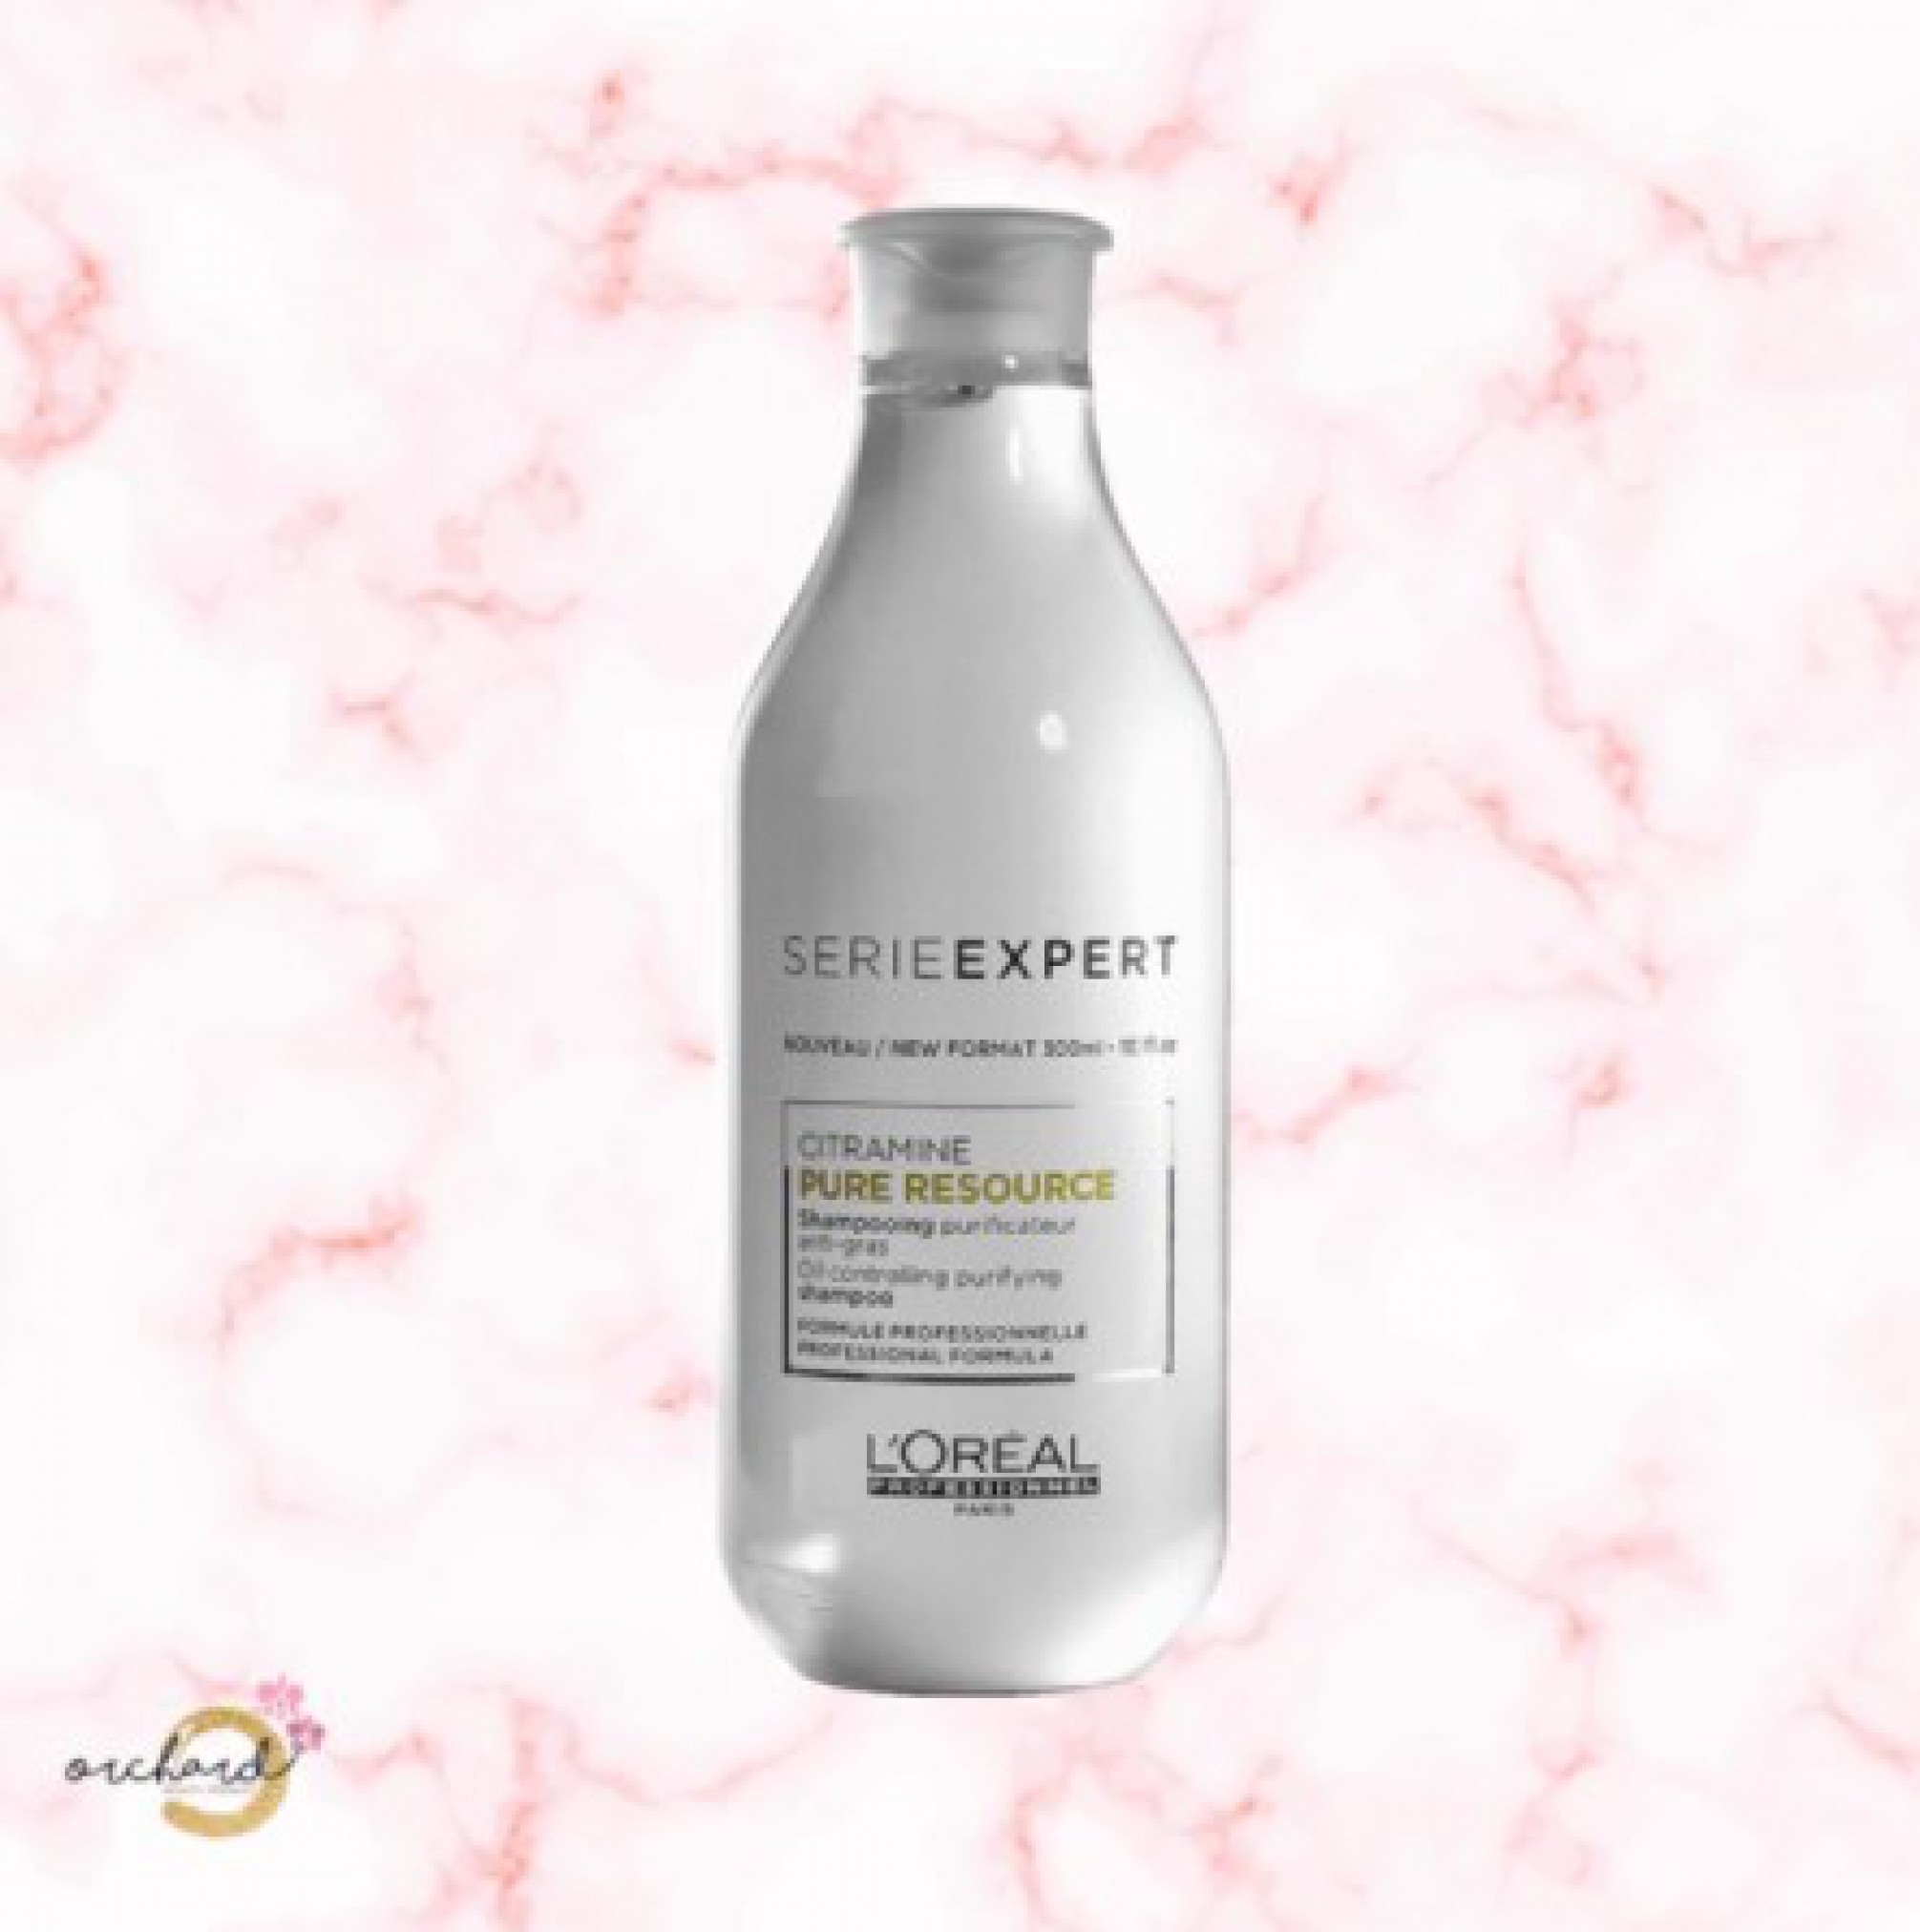 SERIEEXPERT
NOUVEAU / NEW FORMAT 300ml •
CITRAMINE
PURE RESOURCE
Shampooing purificateur
anti-gras
Oil controlling purifying
shampoo
FORMULE PROFESSIONNELLE
PROFESSIONAL FORMULA
L'ORÉAL
PROFESSIONNEL
PARIS
orchard